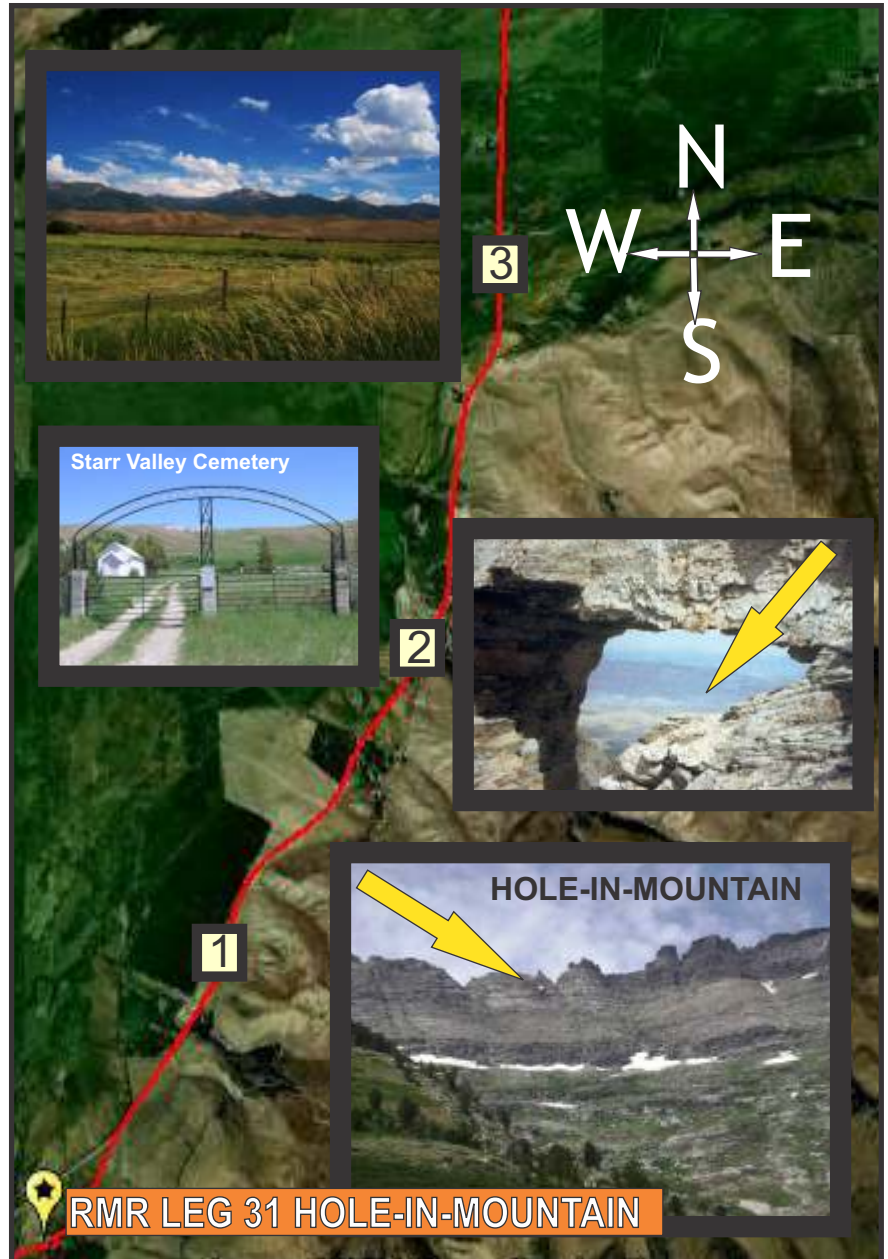 N
W E
S
3
Starr Valley Cemetery
2
HOLE-IN-MOUNTAIN
1
RMR LEG 31 HOLE-IN-MOUNTAIN